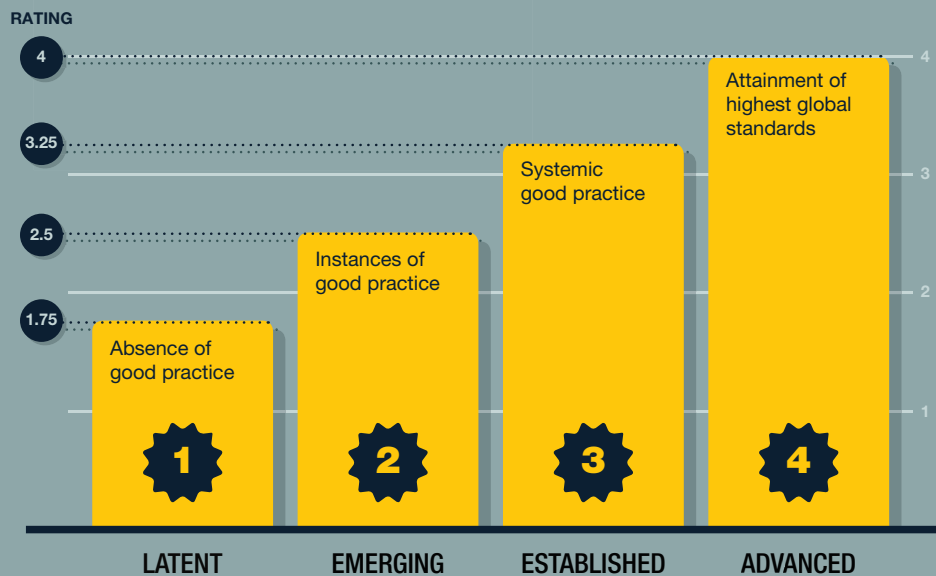 RATING
4
4
Attainment of
highest global
standards
3.25
Systemic
good practice
3
2.5
Instances of
good practice
2
1.75
Absence of
good practice
1
1
2
3
4
LATENT
EMERGING
ESTABLISHED
ADVANCED